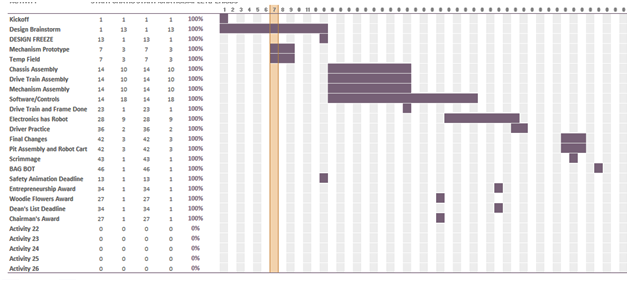 1 2 3 4 5 6 7 8 9
Kickoff 1 1 1 1 100%
Design Brainstorm 1 13 1 13 100%
DESIGN FREEZE 13 1 13 1 100%
Mechanism Prototype 7 3 7 3 100%
Temp Field 7 3 7 3 100%
Chassis Assembly 14 10 14 10 100%
Drive Train Assembly 14 10 14 10 100%
Mechanism Assembly 14 10 14 10 100%
Software/Controls 14 18 14 18 100%
Drive Train and Frame Done 23 1 23 1 100%
Electronics has Robot 28 9 28 9 100%
Driver Practice 36 2 36 2 100%
Final Changes 42 3 42 3 100%
Pit Assembly and Robot Cart 42 3 42 3 100%
Scrimmage 43 1 43 1 100%
BAG BOT 46 1 46 1 100%
Safety Animation Deadline 13 1 13 1 100%
Entrepreneurship Award 34 1 34 1 100%
Woodie Flowers Award 27 1 27 1 100%
Dean's List Deadline 34 1 34 1 100%
Chairman's Award 27 1 27 1 100%
Activity 22 0 0 0 0 0%
Activity 23 0 0 0 0 0%
Activity 24 0 0 0 0 0%
Activity 25 0 0 0 0 0%
Activity 26 0 0 0 0 0%